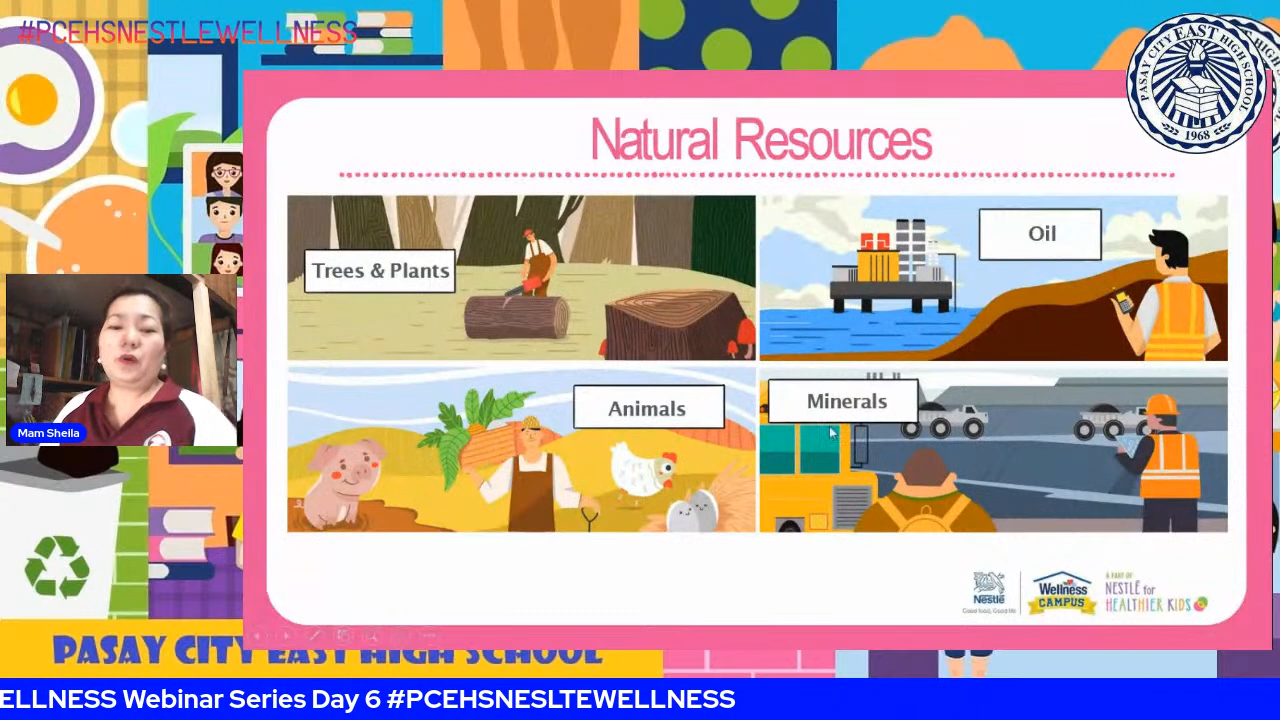 #PCEHSNESTLEWELLNESS
PASAY CITY EAST HIGH SCHOOL
1968
Natural Resources
Trees & Plants
Oil
Animals
Minerals
Mam Sheila
Nestlé
Good food, Good life
Wellness
CAMPUS
A PART OF
NESTLÉ for
HEALTHIER KIDS
PASAY CITY EAST HIGH SCHOOL
ELLNESS Webinar Series Day 6 #PCEHSNESLTEWELLNESS